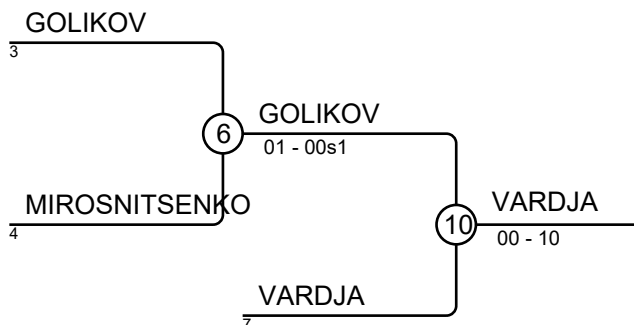 GOLIKOV
3
6
GOLIKOV
01 - 00s1
MIROSNITSENKO
4
10
VARDJA
00 - 10
VARDJA
7